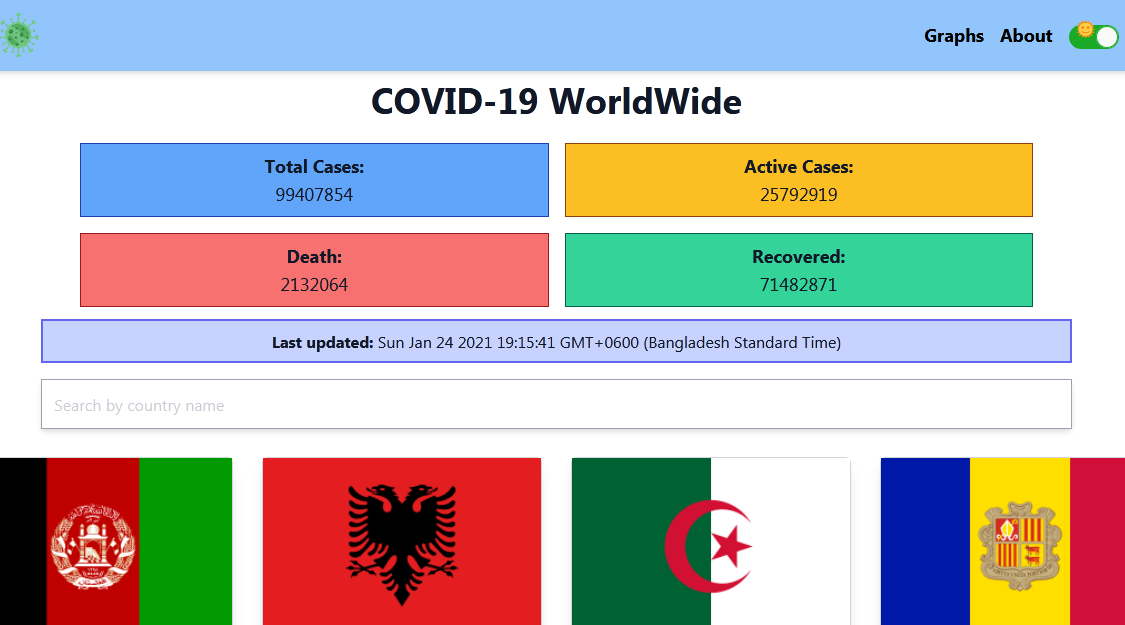 Graphs About
COVID-19 WorldWide
Total Cases:
99407854
Active Cases:
25792919
Death:
2132064
Recovered:
71482871
Last updated: Sun Jan 24 2021 19:15:41 GMT+0600 (Bangladesh Standard Time)
Search by country name